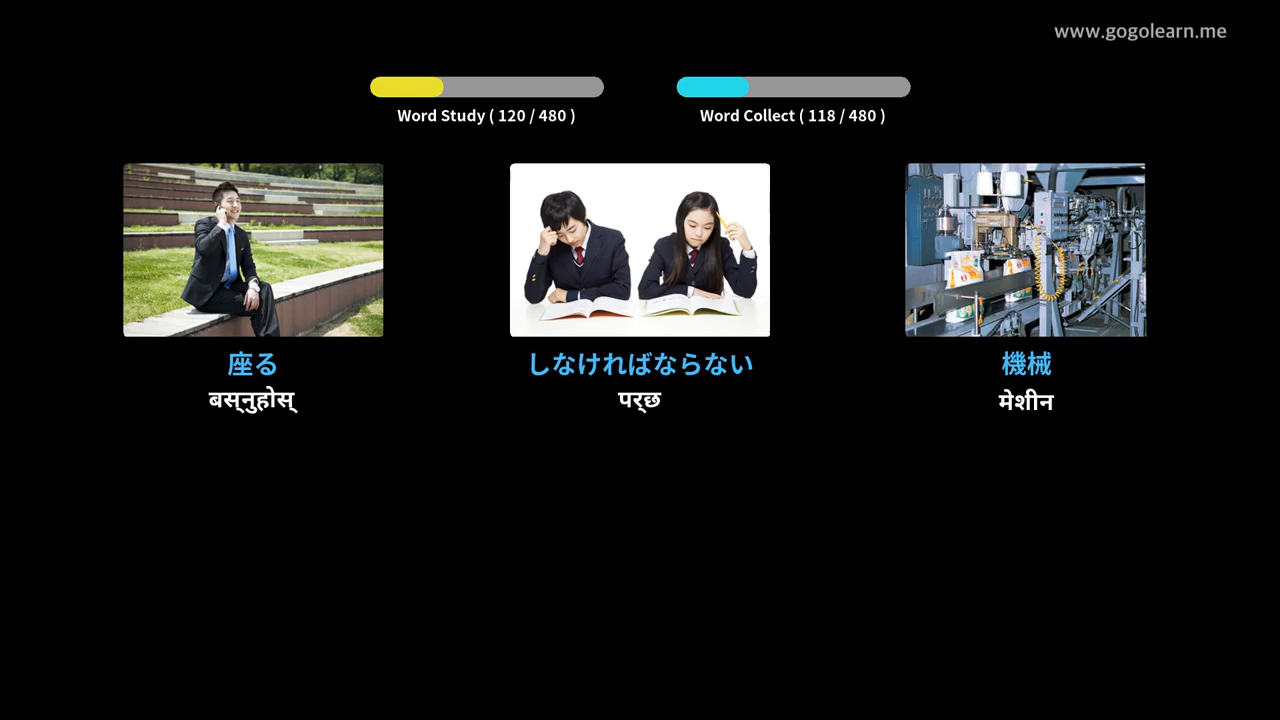 www.gogolearn.me
Word Study ( 120 / 480 )
Word Collect ( 118 / 480 )
座る
しなければならない
機械
बस्नुहोस्
पर्छ
मेशीन